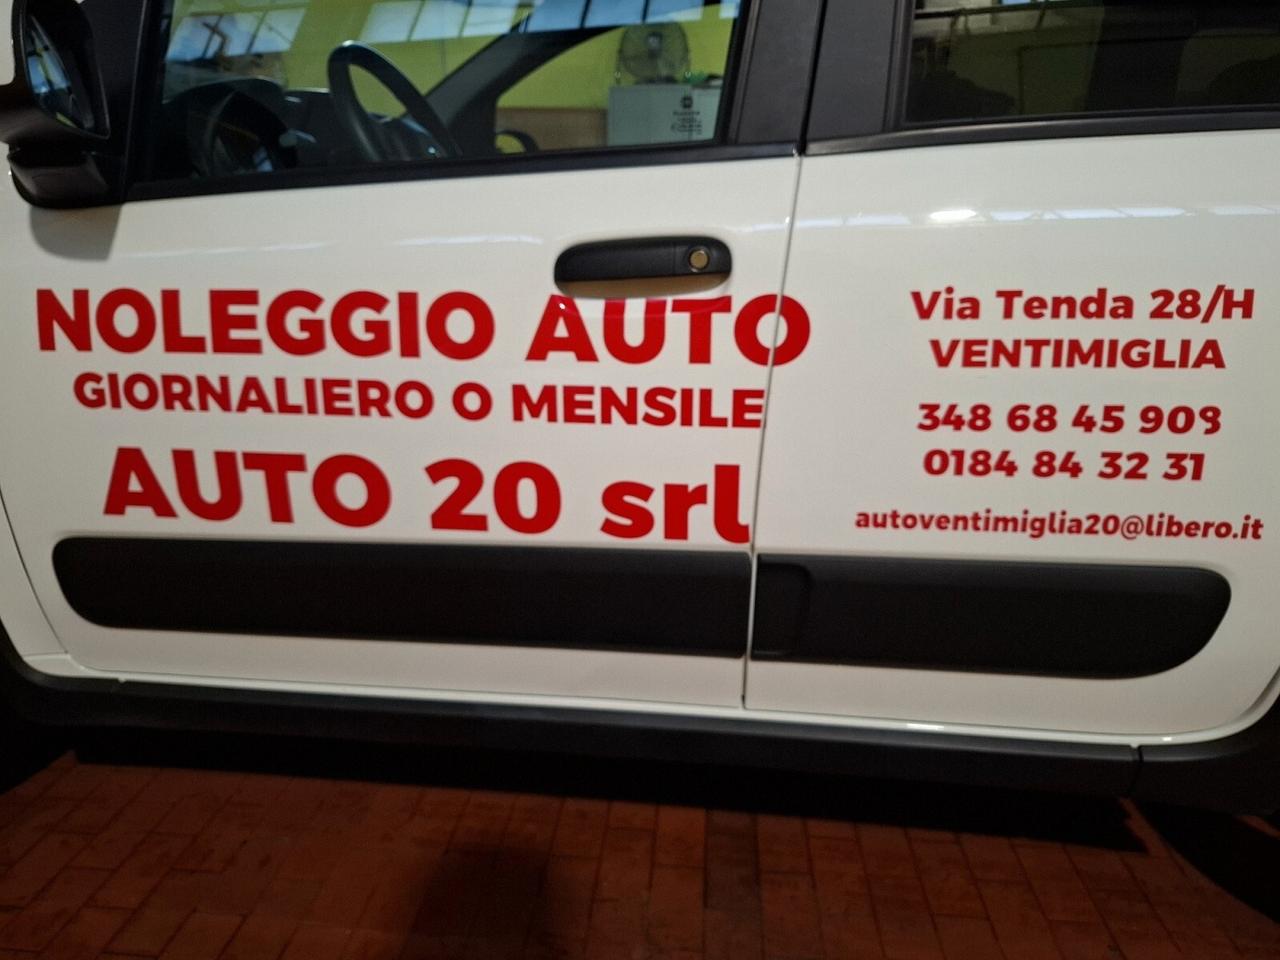 NOLEGGIO AUTO
GIORNALIERO O MENSILE
AUTO 20 srl
Via Tenda 28/H
VENTIMIGLIA
348 68 45 908
0184 84 32 31
autoventimiglia20@libero.it